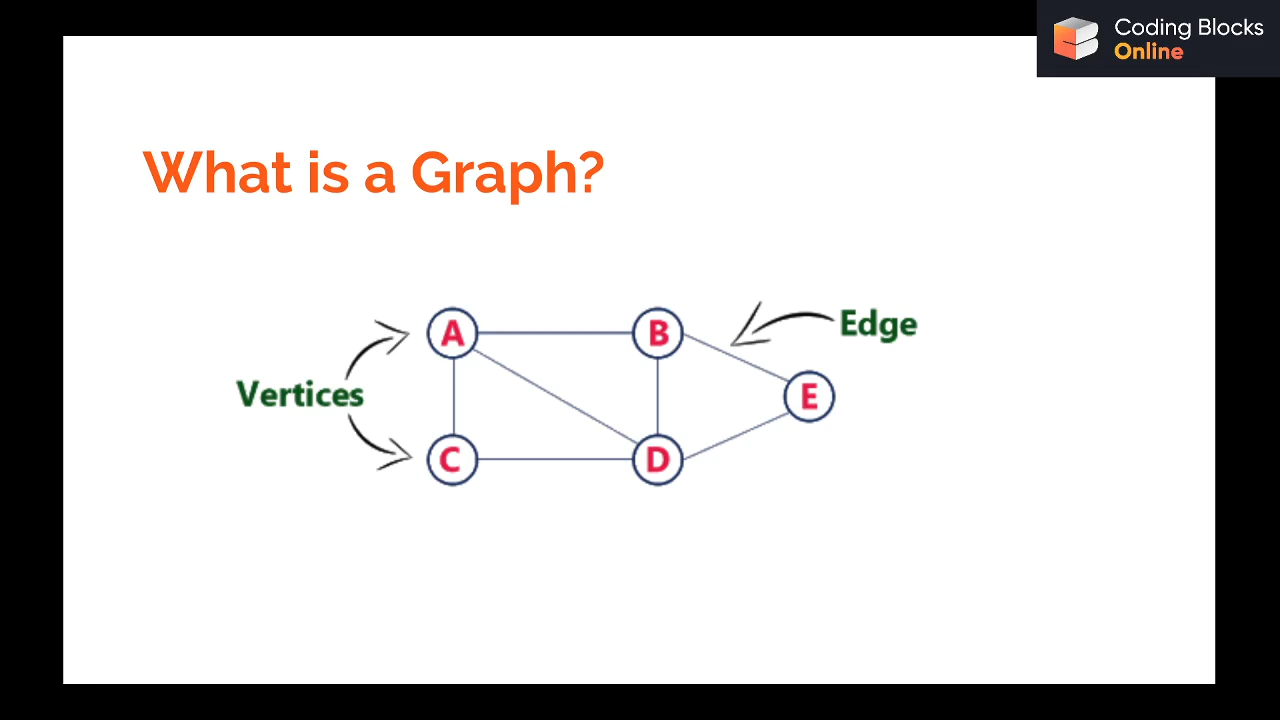 Coding Blocks
Online
What is a Graph?
A
B
Edge
Vertices
E
C
D